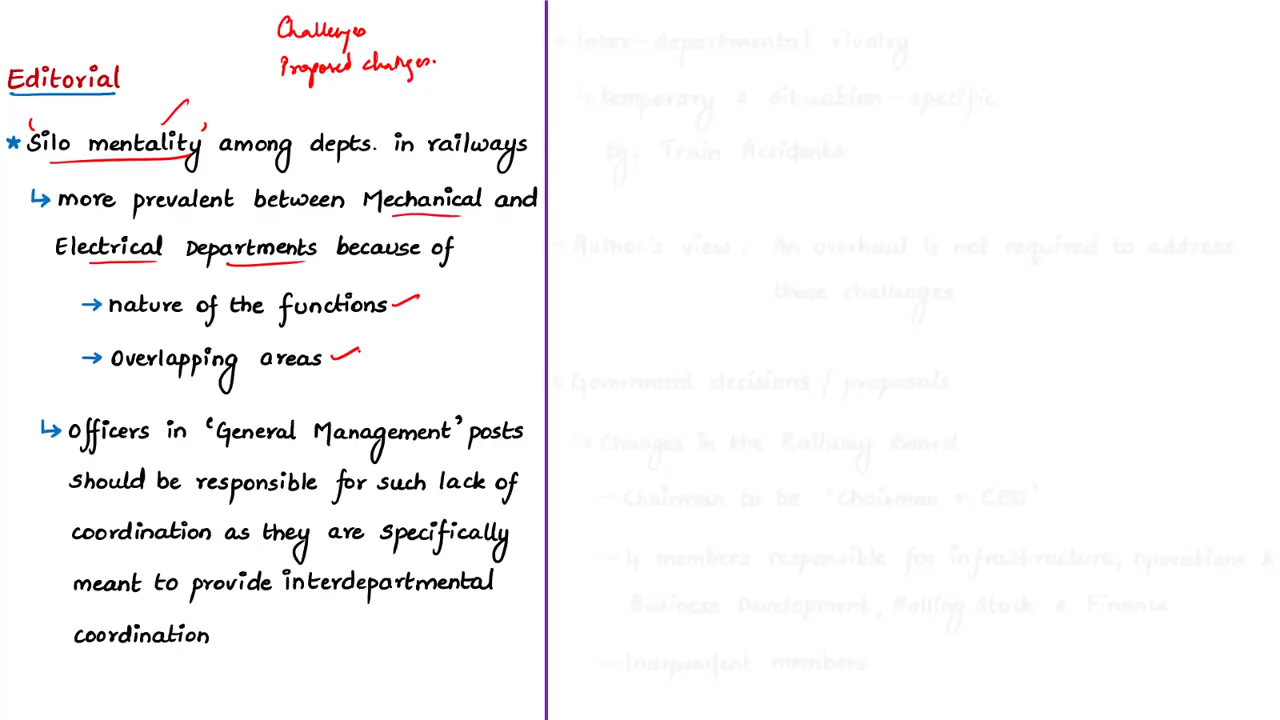 Challenges
Proposed changes.
Editorial
* 'Silo mentality' among depts. in railways
↳ more prevalent between Mechanical and
Electrical Departments because of
→ nature of the functions
→ Overlapping areas
↳ Officers in 'General Management' posts
should be responsible for such lack of
coordination as they are specifically
meant to provide interdepartmental
coordination
* Inter-departmental rivalry
↳ temporary & situation-specific
Eg. Train Accidents
* Author's view: An overhaul is not required to address
these challenges
* Government decisions / proposals
→ Changes in the Railway Board
→ Chairman to be 'Chairman + CEO'
→ 4 members responsible for infrastructure, operations &
Business Development, Rolling Stock & Finance
→ Independent members